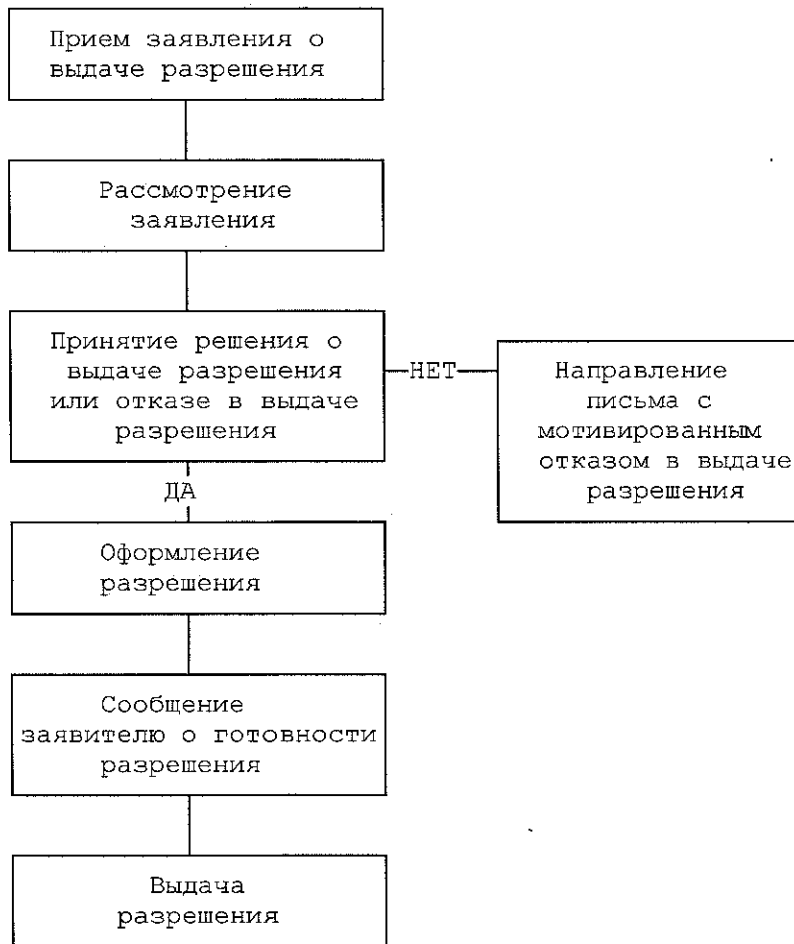 Прием заявления о
выдаче разрешения
Рассмотрение
заявления
Принятие решения о
выдаче разрешения
или отказе в выдаче
разрешения
НЕТ
Направление
письма с
мотивированным
отказом в выдаче
разрешения
ДА
Оформление
разрешения
Сообщение
заявителю о готовности
разрешения
Выдача
разрешения